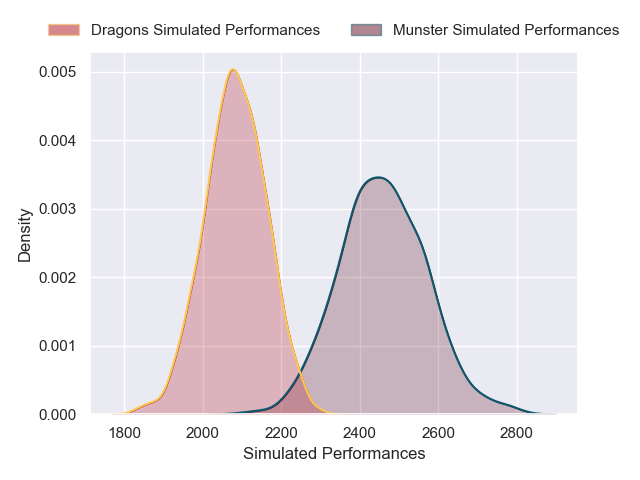 Dragons Simulated Performances Munster Simulated Performances
0.005
0.004
0.003
0.002
0.001
0.000
Density
1800 2000 2200 2400 2600 2800
Simulated Performances